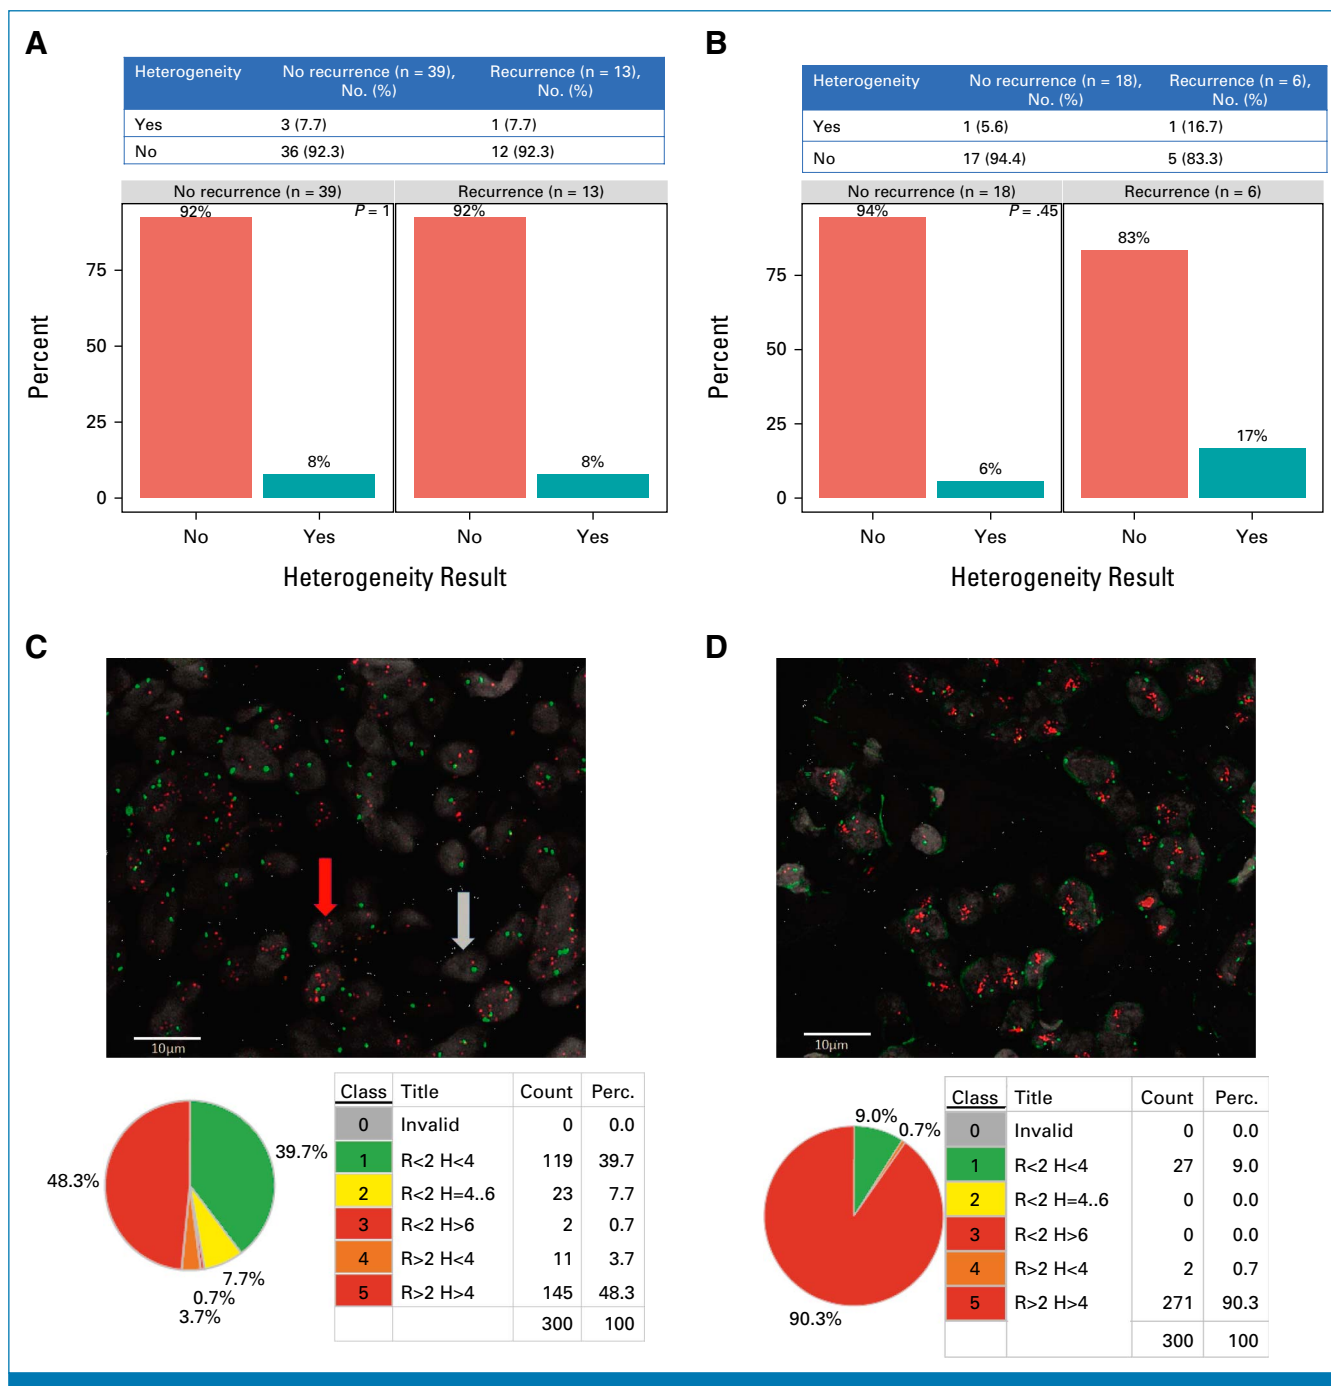 A
Heterogeneity No recurrence (n = 39), No. (%) Recurrence (n = 13), No. (%)
Yes 3 (7.7) 1 (7.7)
No 36 (92.3) 12 (92.3)
No recurrence (n = 39) Recurrence (n = 13)
92% P = 1 92%
75
50
25
0
8% 8%
No Yes No Yes
Percent
Heterogeneity Result
B
Heterogeneity No recurrence (n = 18), No. (%) Recurrence (n = 6), No. (%)
Yes 1 (5.6) 1 (16.7)
No 17 (94.4) 5 (83.3)
No recurrence (n = 18) Recurrence (n = 6)
94% P = .45
83%
75
50
25
0
6% 17%
No Yes No Yes
Percent
Heterogeneity Result
C
10μm
48.3%
39.7%
7.7%
0.7%
3.7%
Class Title Count Perc.
0 Invalid 0 0.0
1 R<2 H<4 119 39.7
2 R<2 H=4..6 23 7.7
3 R<2 H>6 2 0.7
4 R>2 H<4 11 3.7
5 R>2 H>4 145 48.3
300 100
D
10μm
9.0%
0.7%
90.3%
Class Title Count Perc.
0 Invalid 0 0.0
1 R<2 H<4 27 9.0
2 R<2 H=4..6 0 0.0
3 R<2 H>6 0 0.0
4 R>2 H<4 2 0.7
5 R>2 H>4 271 90.3
300 100